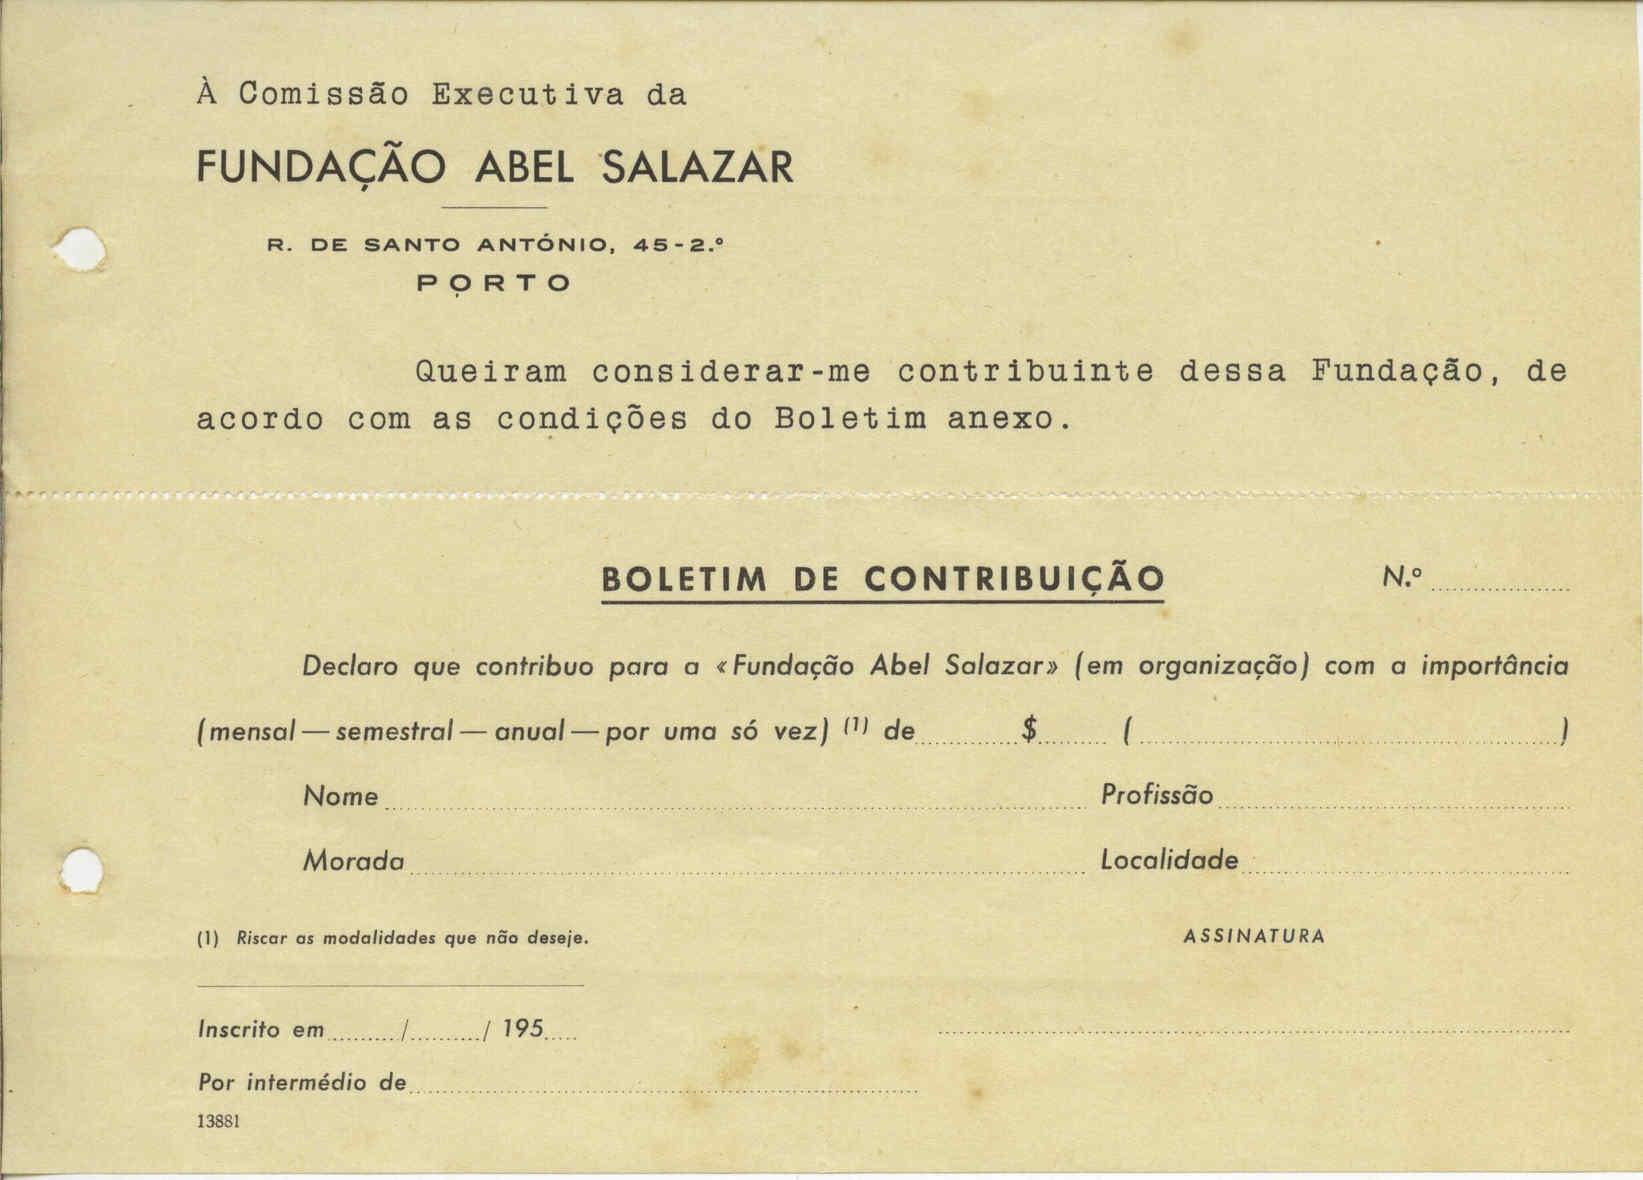 À Comissão Executiva da
FUNDAÇÃO ABEL SALAZAR
R. DE SANTO ANTÓNIO, 45-2.º
PORTO
Queiram considerar-me contribuinte dessa Fundação, de
acordo com as condições do Boletim anexo.
BOLETIM DE CONTRIBUIÇÃO N.º
Declaro que contribuo para a «Fundação Abel Salazar» (em organização) com a importância
(mensal — semestral — anual — por uma só vez) (1) de $ ( )
Nome Profissão
Morada Localidade
(1) Riscar as modalidades que não deseje. ASSINATURA
Inscrito em / / 195
Por intermédio de
13881